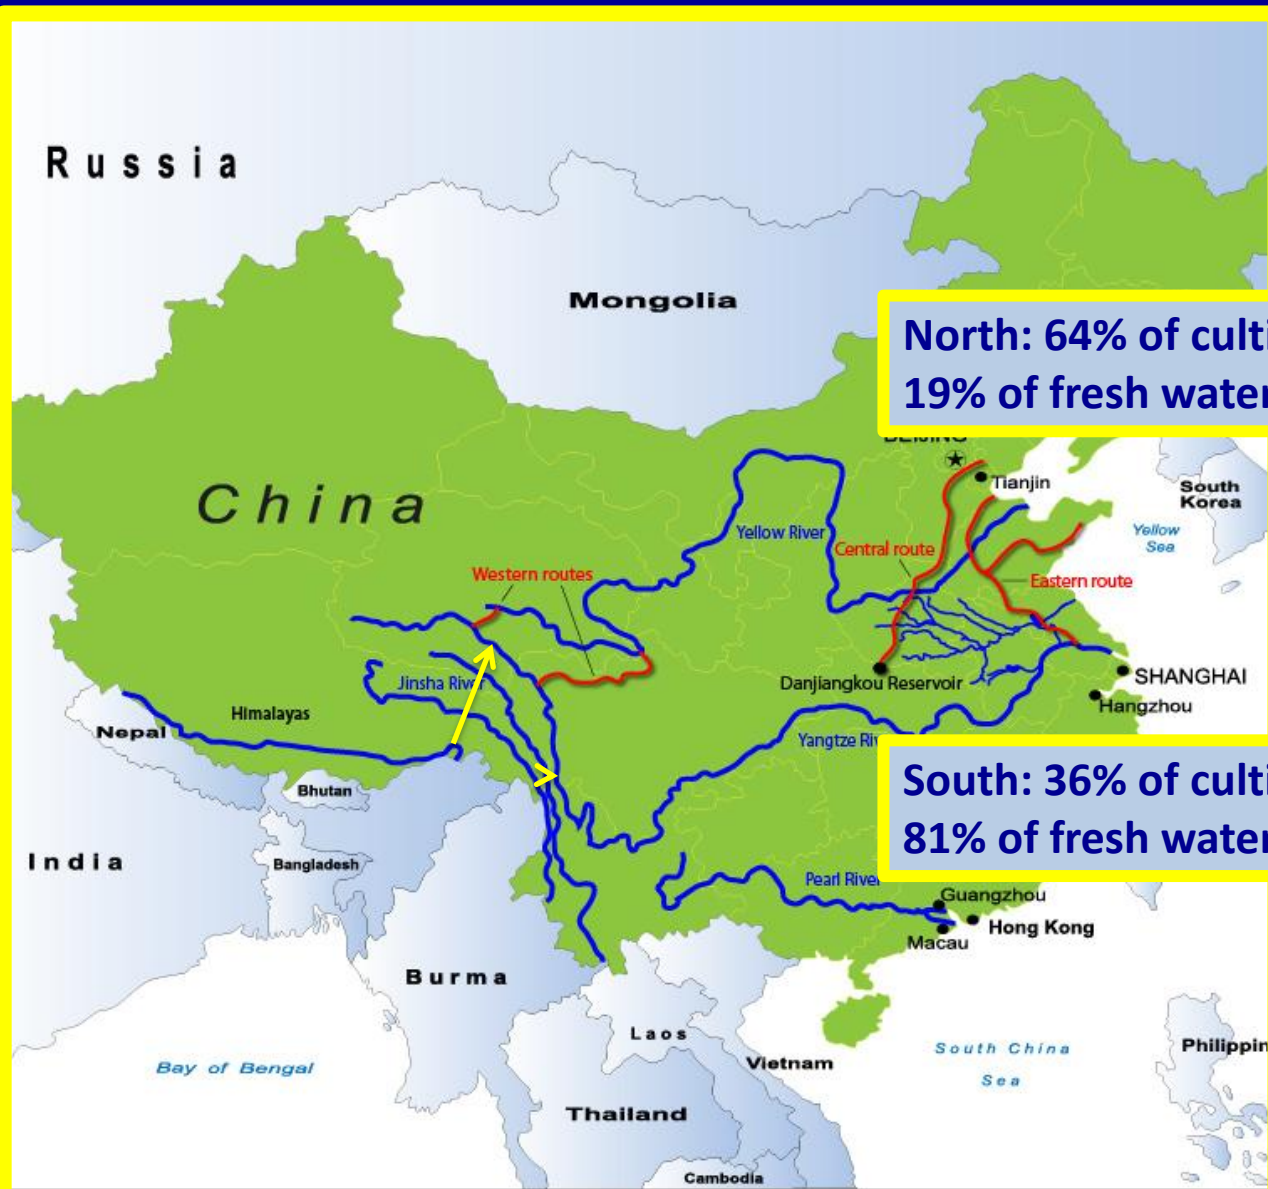 Russia
Mongolia
North: 64% of culti
19% of fresh water
BEIJING
Tianjin
South
Korea
China
Yellow
Sea
Yellow River
Central route
Western routes
Eastern route
Jinsha River
Danjiangkou Reservoir
SHANGHAI
Hangzhou
Himalayas
Nepal
Yangtze Riv
South: 36% of culti
81% of fresh water
Bhutan
India
Bangladesh
Pearl River
Guangzhou
Hong Kong
Macau
Burma
Laos
Vietnam
South China
Sea
Philippin
Bay of Bengal
Thailand
Cambodia